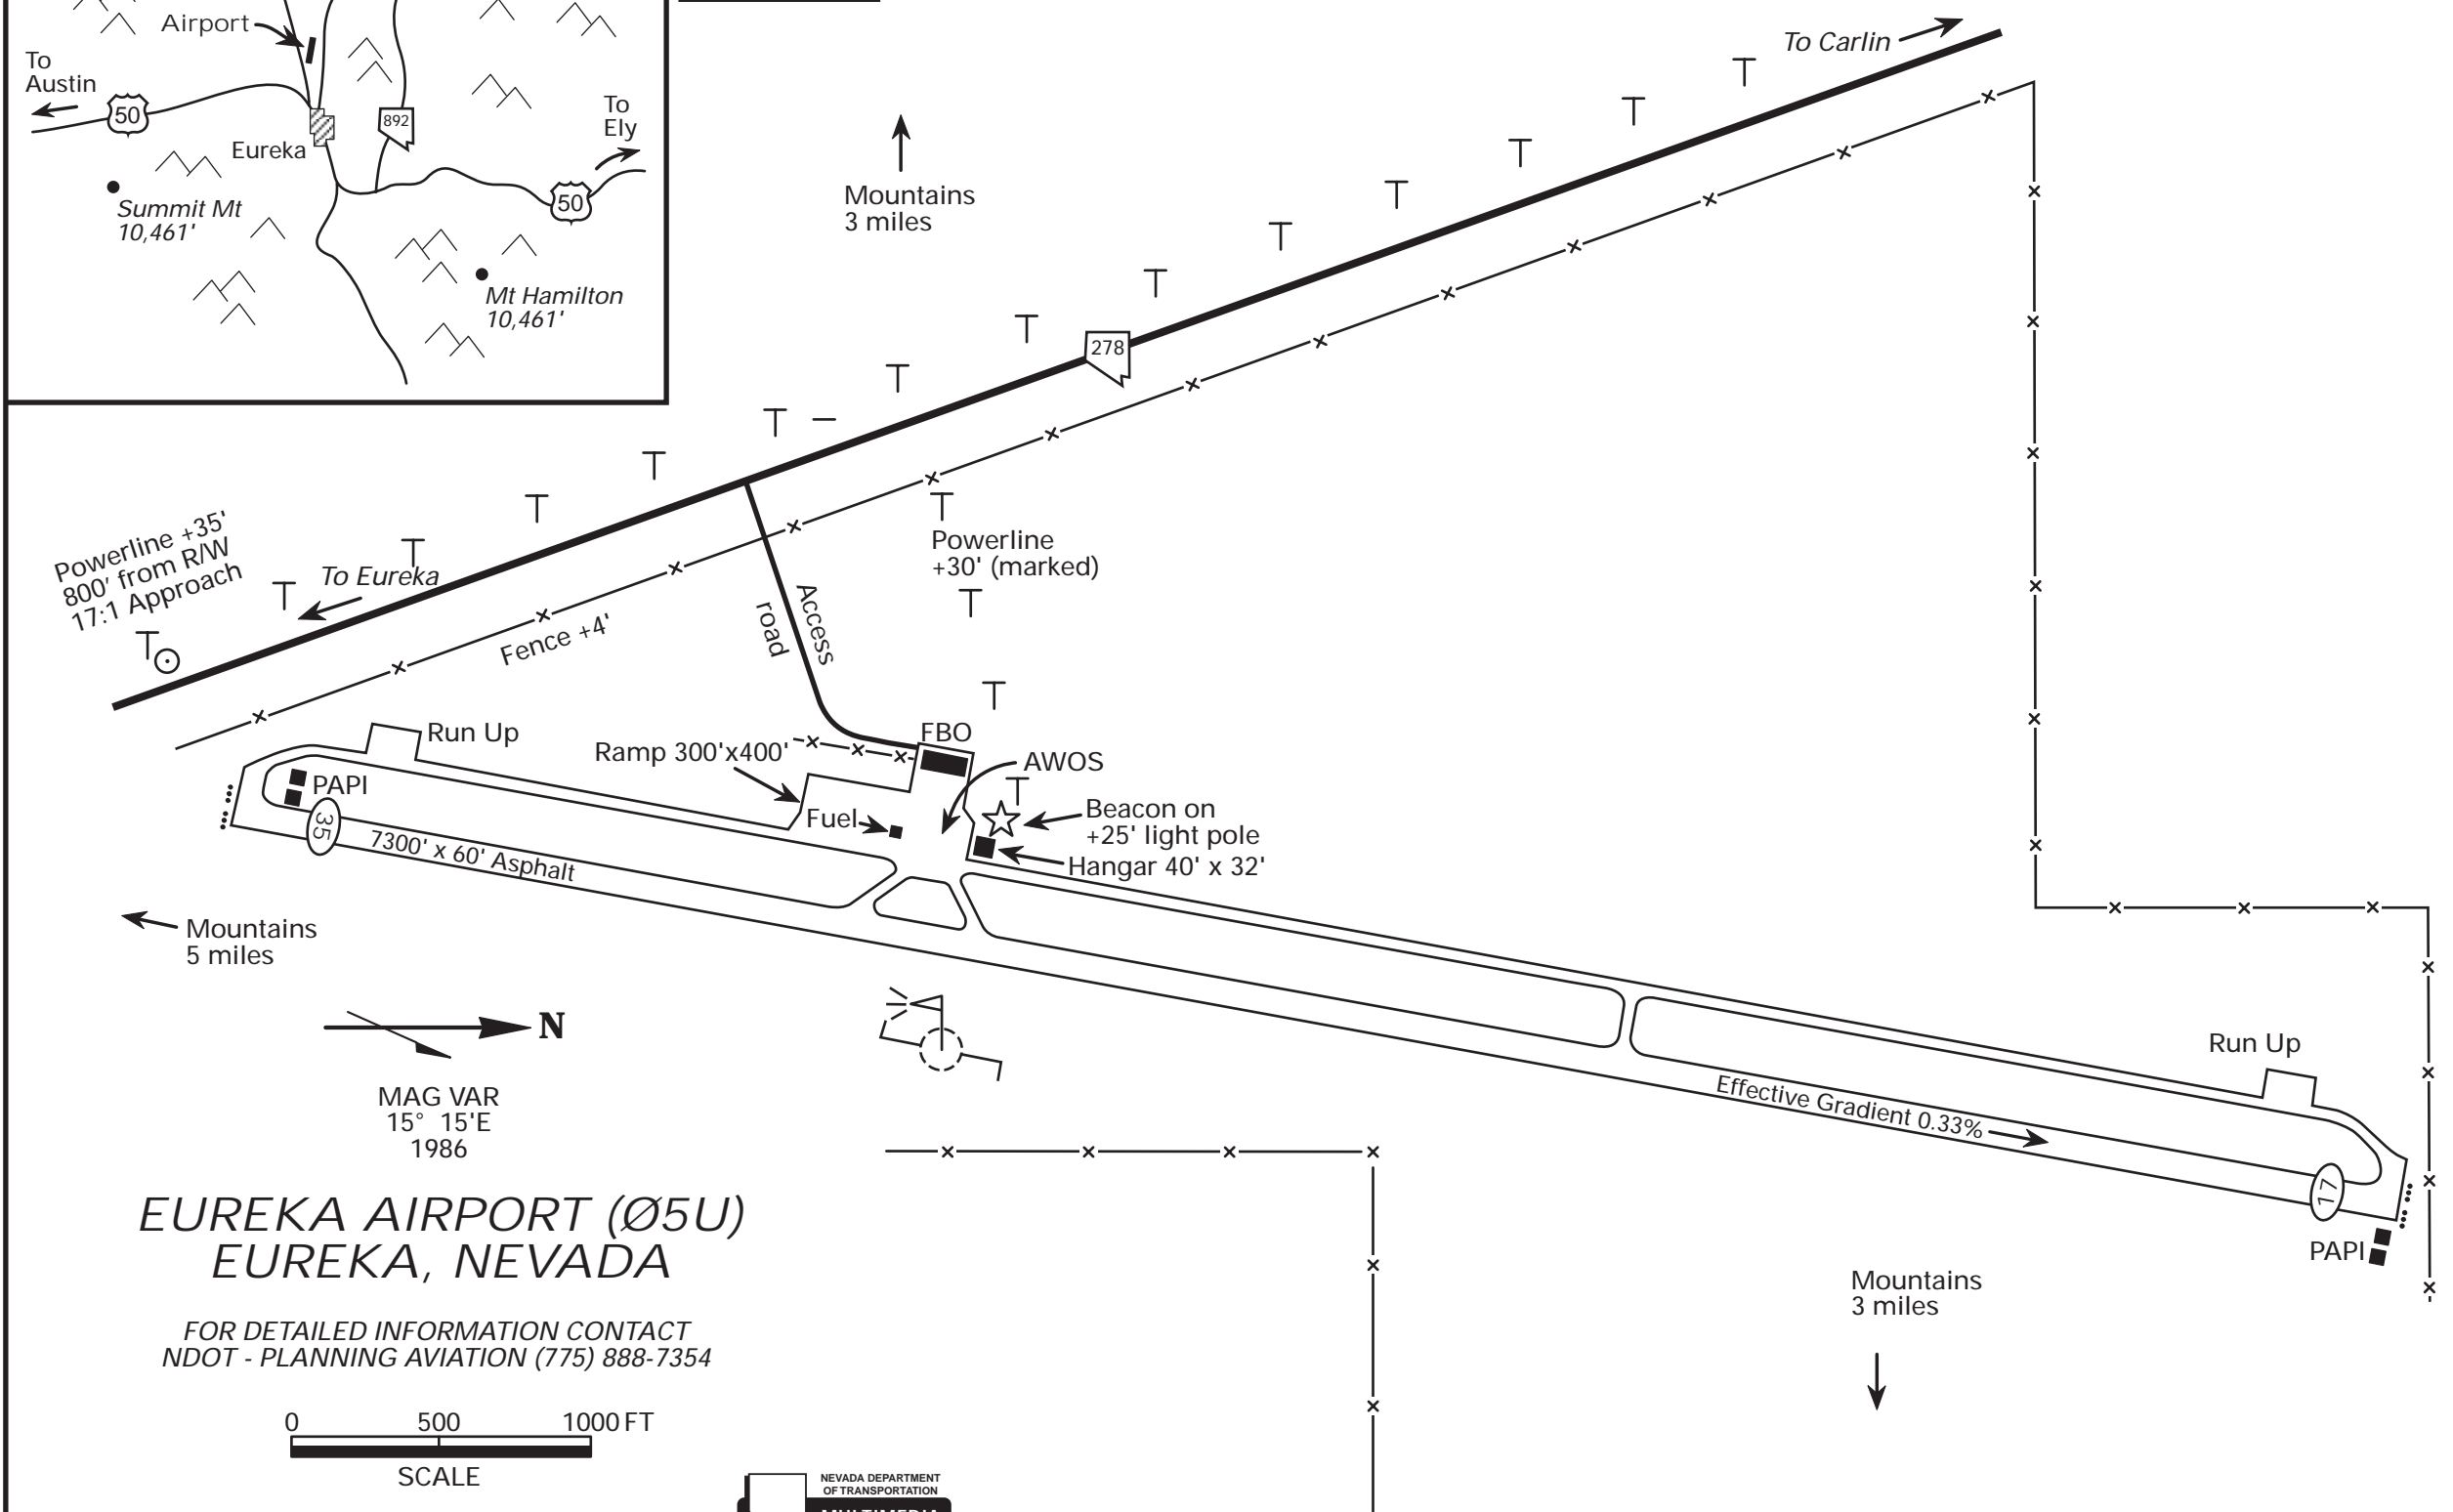 Airport
To
Austin
50
892
To
Ely
Eureka
50
Summit Mt
10,461'
Mt Hamilton
10,461'
To Carlin
Mountains
3 miles
278
Powerline +35'
800' from R/W
17:1 Approach
To Eureka
Powerline
+30' (marked)
Access
road
Fence +4'
Run Up
FBO
Ramp 300'x400'
AWOS
PAPI
Fuel
Beacon on
+25' light pole
Hangar 40' x 32'
35
7300' x 60' Asphalt
Mountains
5 miles
N
MAG VAR
15° 15'E
1986
Run Up
Effective Gradient 0.33%
17
PAPI
EUREKA AIRPORT (Ø5U)
EUREKA, NEVADA
Mountains
3 miles
FOR DETAILED INFORMATION CONTACT
NDOT - PLANNING AVIATION (775) 888-7354
0 500 1000 FT
SCALE
NEVADA DEPARTMENT
OF TRANSPORTATION
MULTIMEDIA